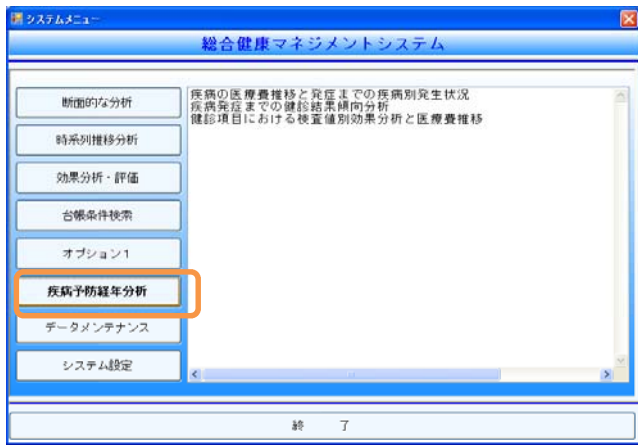 システムメニュー
総合健康マネジメントシステム
断面的な分析
時系列推移分析
効果分析・評価
台帳条件検索
オプション1
疾病予防経年分析
データメンテナンス
システム設定
疾病の医療費推移と発症までの疾病別発生状況
疾病発症までの健診結果傾向分析
健診項目における検査値別効果分析と医療費推移
終 了